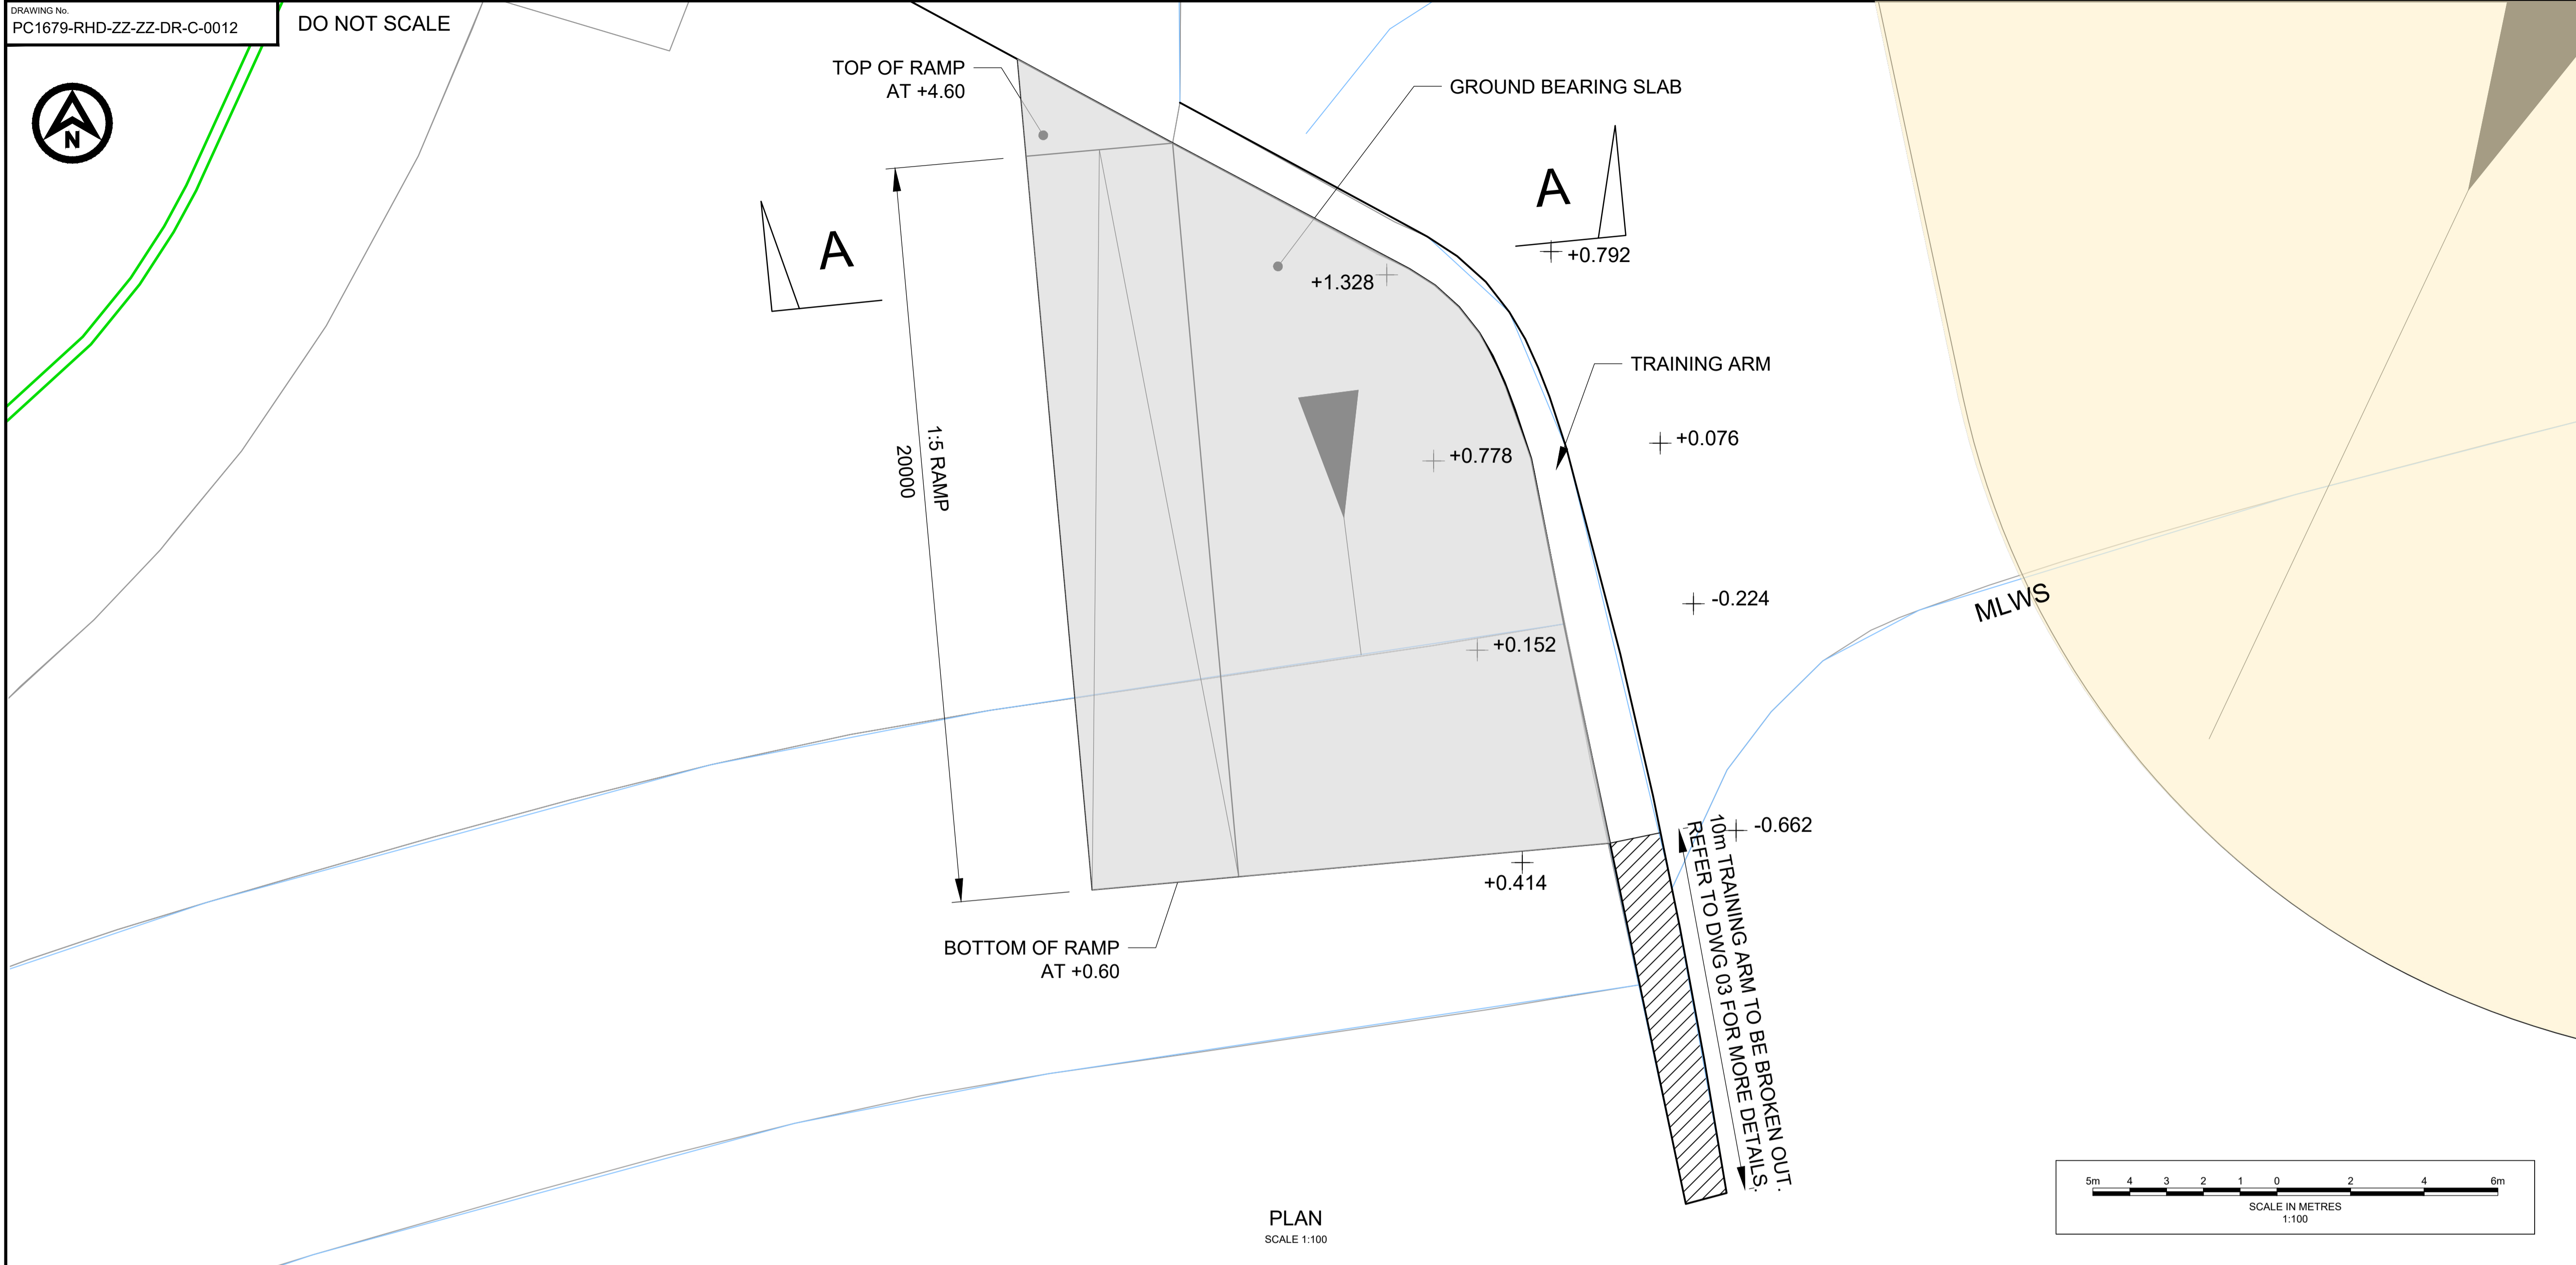 DRAWING No.
PC1679-RHD-ZZ-ZZ-DR-C-0012
DO NOT SCALE
N
TOP OF RAMP
AT +4.60
GROUND BEARING SLAB
A
A
+0.792
+1.328
TRAINING ARM
+0.076
+0.778
1:5 RAMP
20000
-0.224
MLWS
+0.152
-0.662
+0.414
10m TRAINING ARM TO BE BROKEN OUT.
REFER TO DWG 03 FOR MORE DETAILS.
BOTTOM OF RAMP
AT +0.60
PLAN
SCALE 1:100
5m 4 3 2 1 0 2 4 6m
SCALE IN METRES
1:100